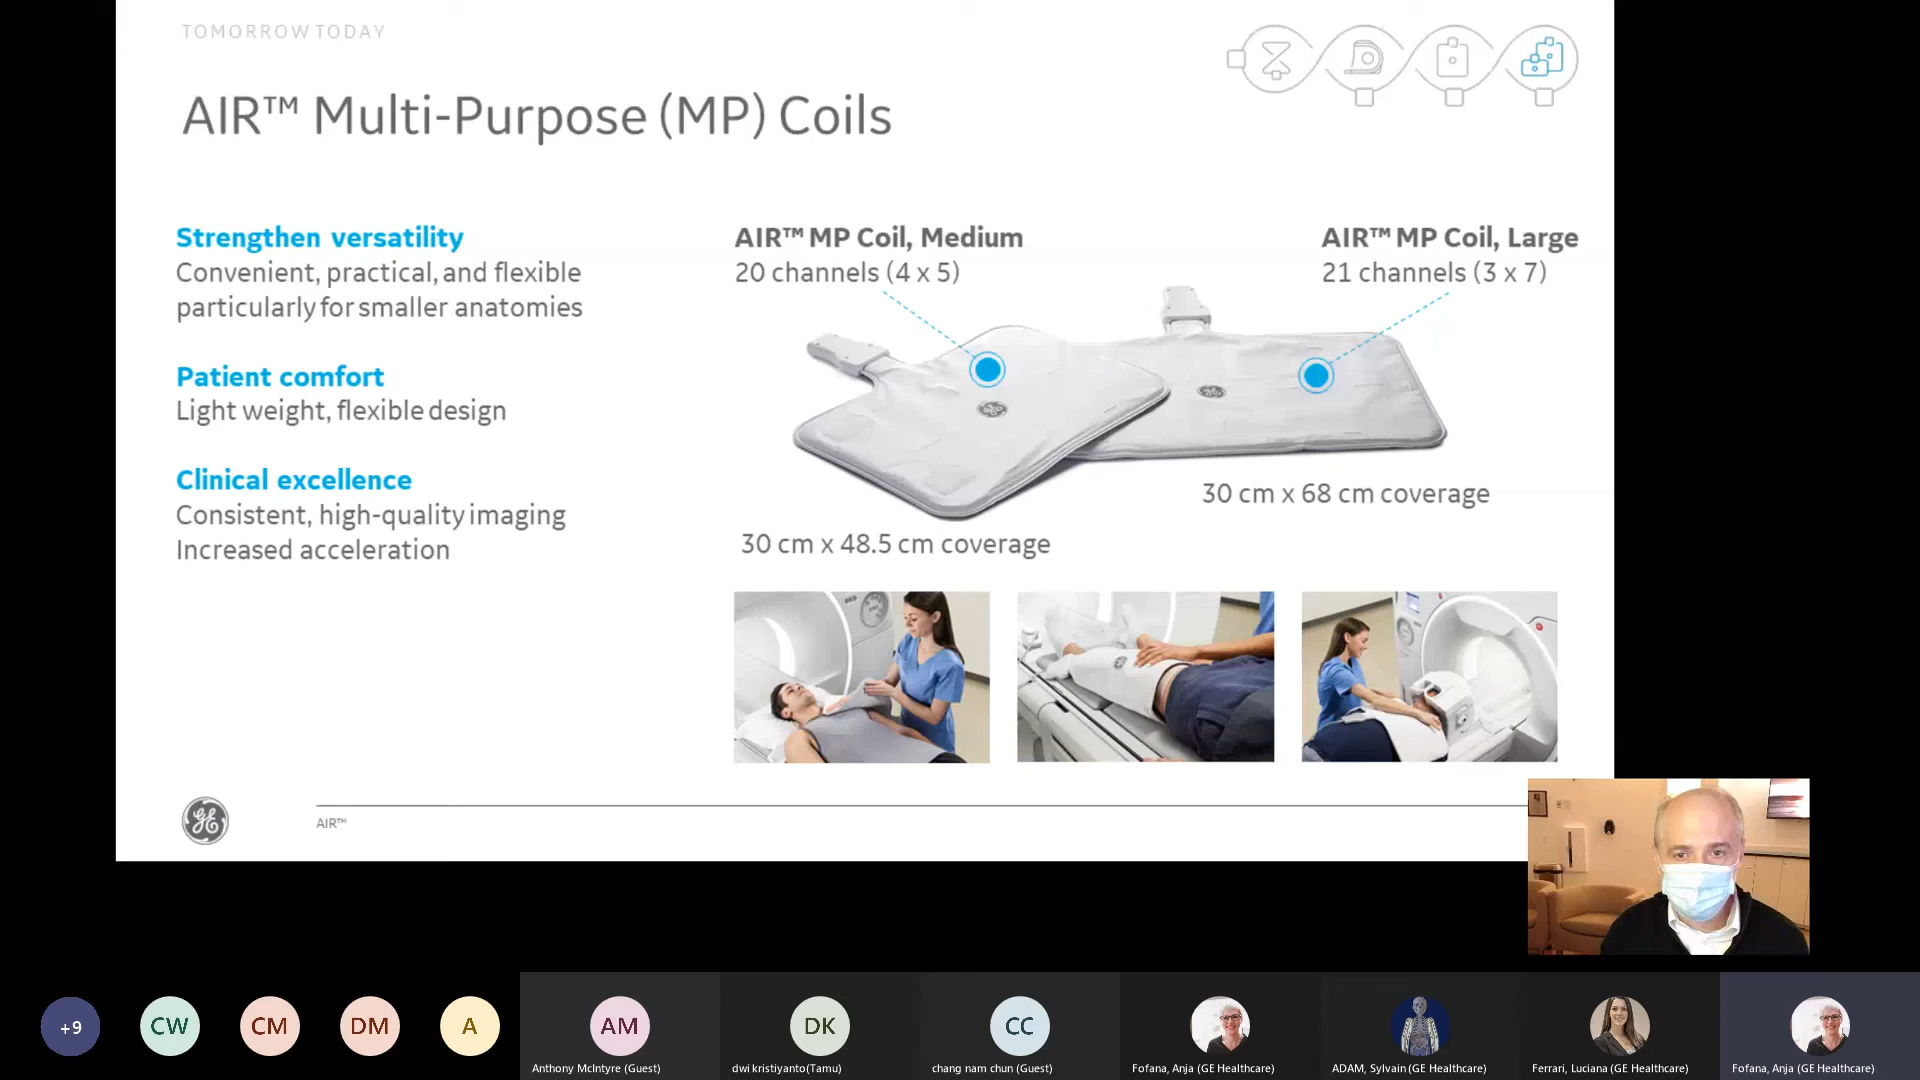 TOMORROW TODAY
AIR™ Multi-Purpose (MP) Coils
Strengthen versatility
Convenient, practical, and flexible
particularly for smaller anatomies
Patient comfort
Light weight, flexible design
Clinical excellence
Consistent, high-quality imaging
Increased acceleration
AIR™ MP Coil, Medium
20 channels (4 x 5)
AIR™ MP Coil, Large
21 channels (3 x 7)
30 cm x 68 cm coverage
30 cm x 48.5 cm coverage
GE
AIR™
+9
CW
CM
DM
A
AM
DK
CC
Anthony McIntyre (Guest)
dwi kristiyanto(Tamu)
chang nam chun (Guest)
Fofana, Anja (GE Healthcare)
ADAM, Sylvain (GE Healthcare)
Ferrari, Luciana (GE Healthcare)
Fofana, Anja (GE Healthcare)